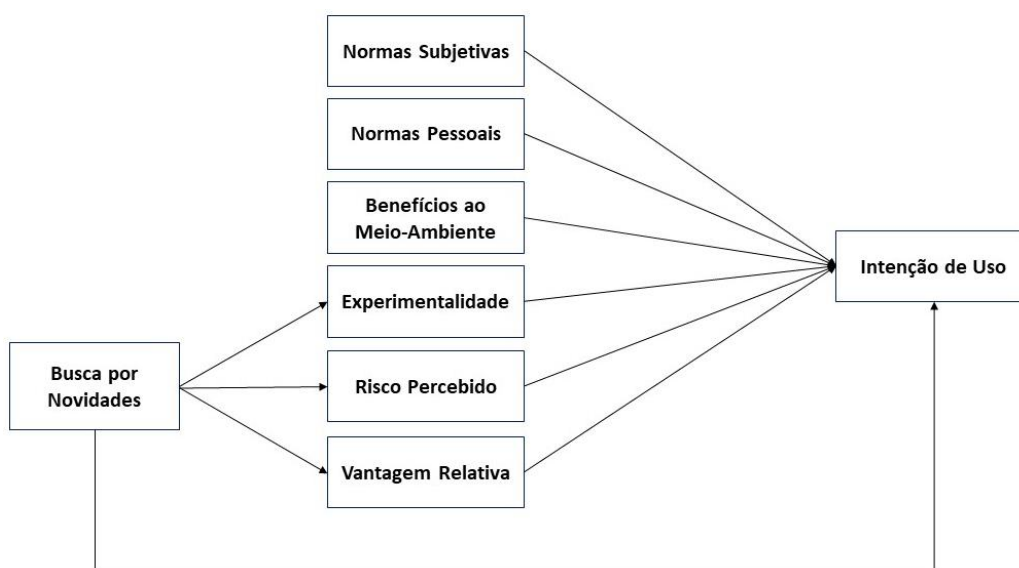 Normas Subjetivas
Normas Pessoais
Benefícios ao
Meio-Ambiente
Experimentalidade
Risco Percebido
Vantagem Relativa
Busca por
Novidades
Intenção de Uso